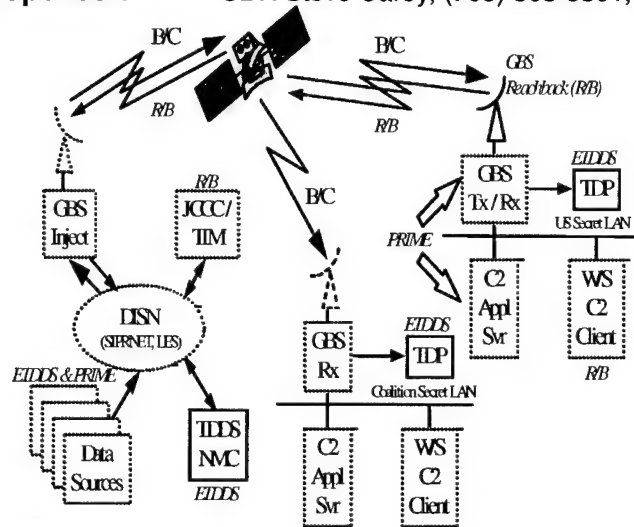 B/C
R/B
B/C
R/B
B/C
GBS
Reachback (R/B)
GBS
Inject
R/B
JCCC/
TIM
DISN
(SIPRNET, LES)
ETDDS & PRIME
Data
Sources
TDDS
NMC
ETDDS
GBS
Rx
ETDDS
TDP
Coalition Secret LAN
C2
Appl
Svr
W/S
C2
Client
PRIME
GBS
Tx / Rx
ETDDS
TDP
US Secret LAN
C2
Appl
Svr
W/S
C2
Client
R/B